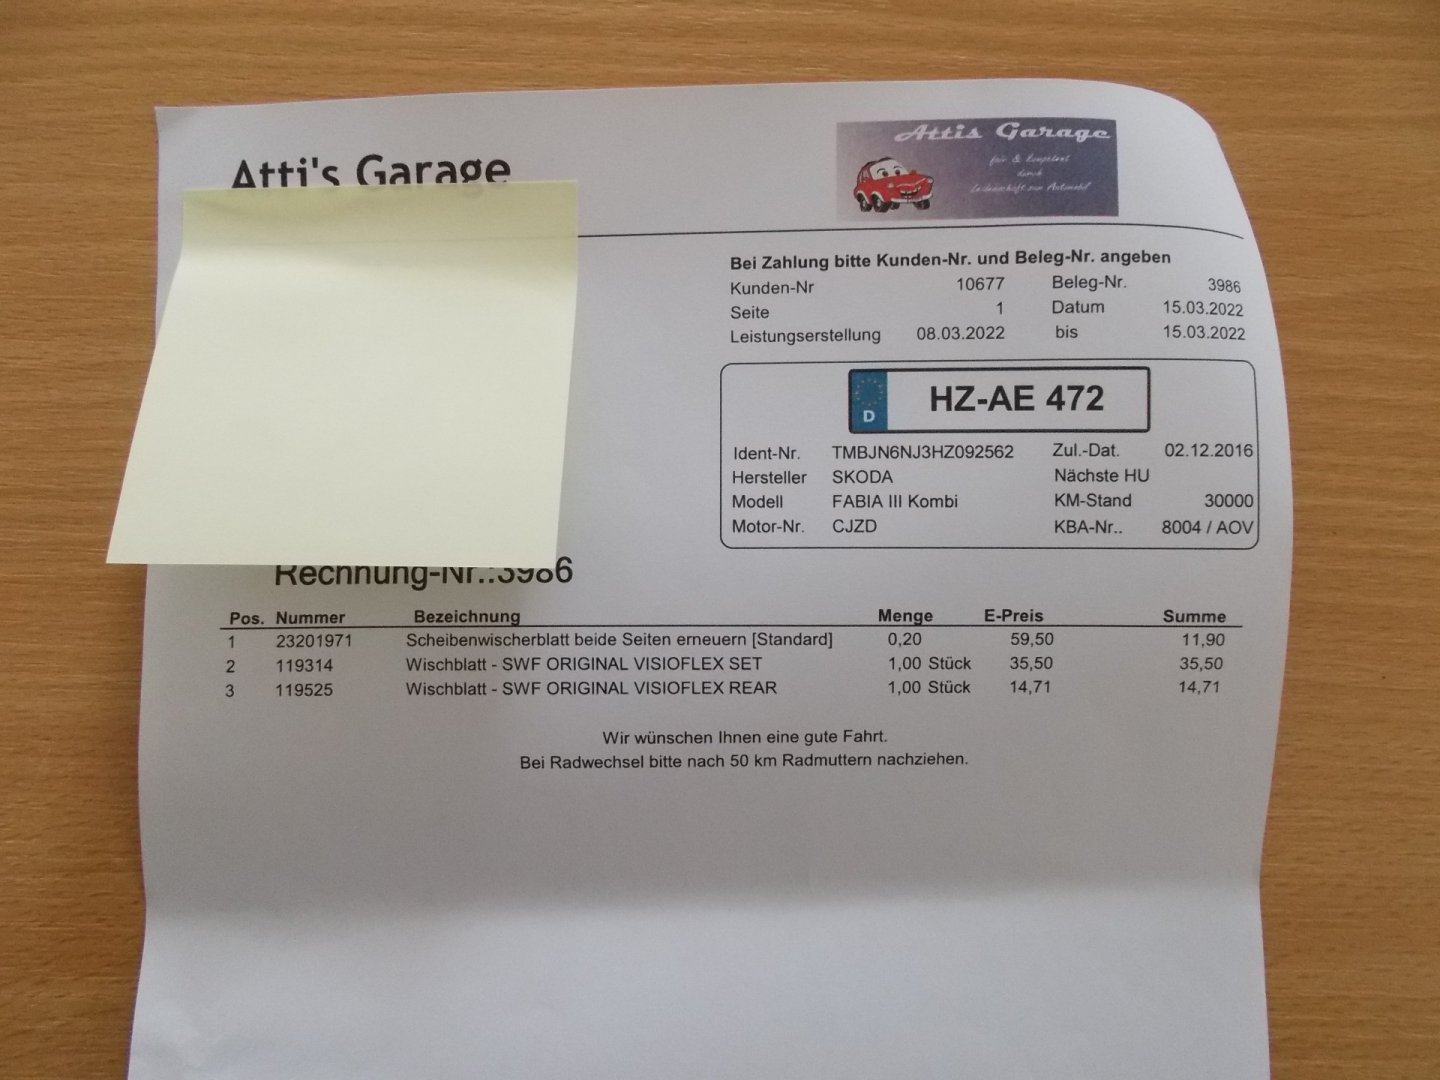 Atti's Garage
Attis Garage
fair & kompetent
durch
Leidenschaft zum Automobil
Bei Zahlung bitte Kunden-Nr. und Beleg-Nr. angeben
Kunden-Nr 10677 Beleg-Nr. 3986
Seite 1 Datum 15.03.2022
Leistungserstellung 08.03.2022 bis 15.03.2022
D HZ-AE 472
Ident-Nr. TMBJN6NJ3HZ092562 Zul.-Dat. 02.12.2016
Hersteller SKODA Nächste HU
Modell FABIA III Kombi KM-Stand 30000
Motor-Nr. CJZD KBA-Nr.. 8004 / AOV
Rechnung-Nr.:3986
Pos. Nummer Bezeichnung Menge E-Preis Summe
1 23201971 Scheibenwischerblatt beide Seiten erneuern [Standard] 0,20 59,50 11,90
2 119314 Wischblatt - SWF ORIGINAL VISIOFLEX SET 1,00 Stück 35,50 35,50
3 119525 Wischblatt - SWF ORIGINAL VISIOFLEX REAR 1,00 Stück 14,71 14,71
Wir wünschen Ihnen eine gute Fahrt.
Bei Radwechsel bitte nach 50 km Radmuttern nachziehen.